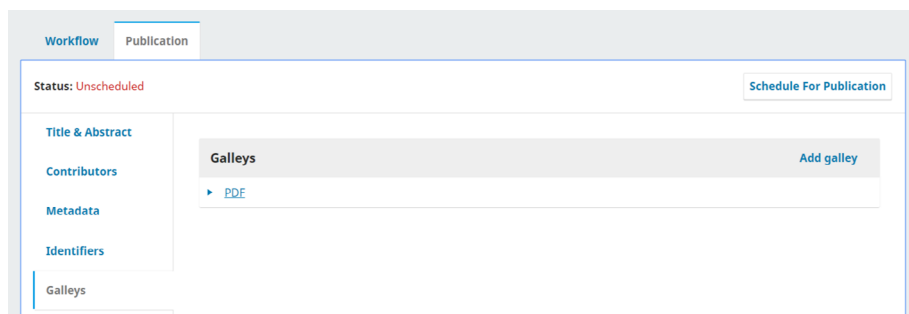 Workflow Publication
Status: Unscheduled Schedule For Publication
Title & Abstract
Galleys Add galley
Contributors
PDF
Metadata
Identifiers
Galleys